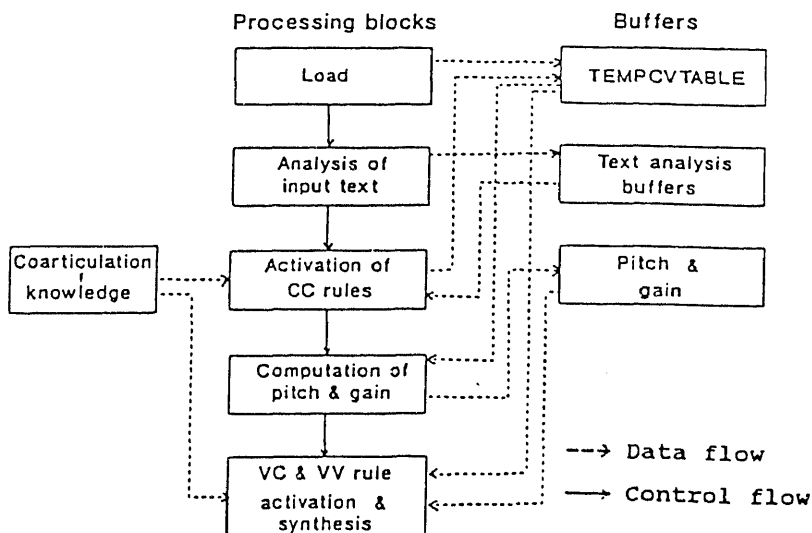 Processing blocks
Buffers
Load
TEMPCVTABLE
Analysis of
input text
Text analysis
buffers
Coarticulation
knowledge
Activation of
CC rules
Pitch &
gain
Computation of
pitch & gain
VC & VV rule
activation &
synthesis
Data flow
Control flow